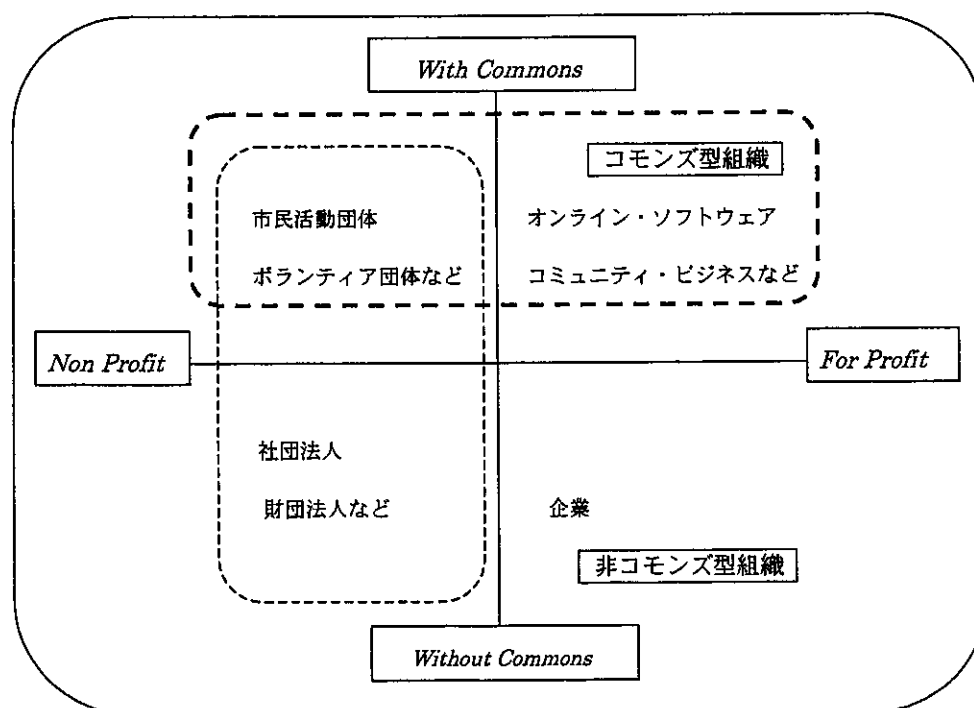 With Commons
コモンズ型組織
市民活動団体
オンライン・ソフトウェア
ボランティア団体など
コミュニティ・ビジネスなど
Non Profit
For Profit
社団法人
財団法人など
企業
非コモンズ型組織
Without Commons